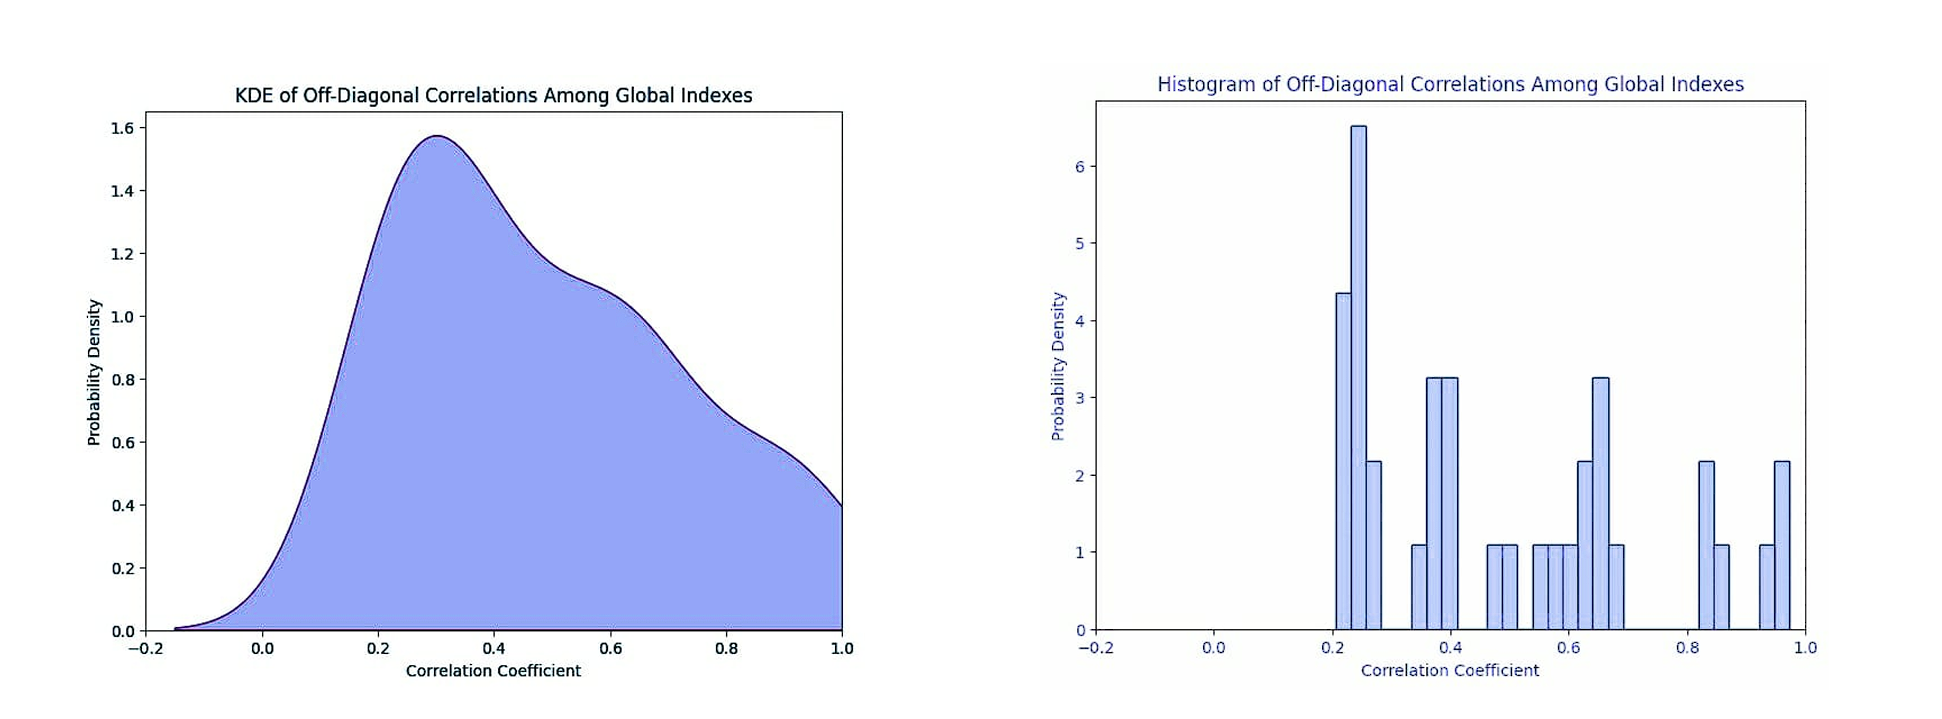 KDE of Off-Diagonal Correlations Among Global Indexes
1.6
1.4
1.2
1.0
0.8
0.6
0.4
0.2
0.0
Probability Density
−0.2 0.0 0.2 0.4 0.6 0.8 1.0
Correlation Coefficient
Histogram of Off-Diagonal Correlations Among Global Indexes
6
5
4
3
2
1
0
Probability Density
−0.2 0.0 0.2 0.4 0.6 0.8 1.0
Correlation Coefficient